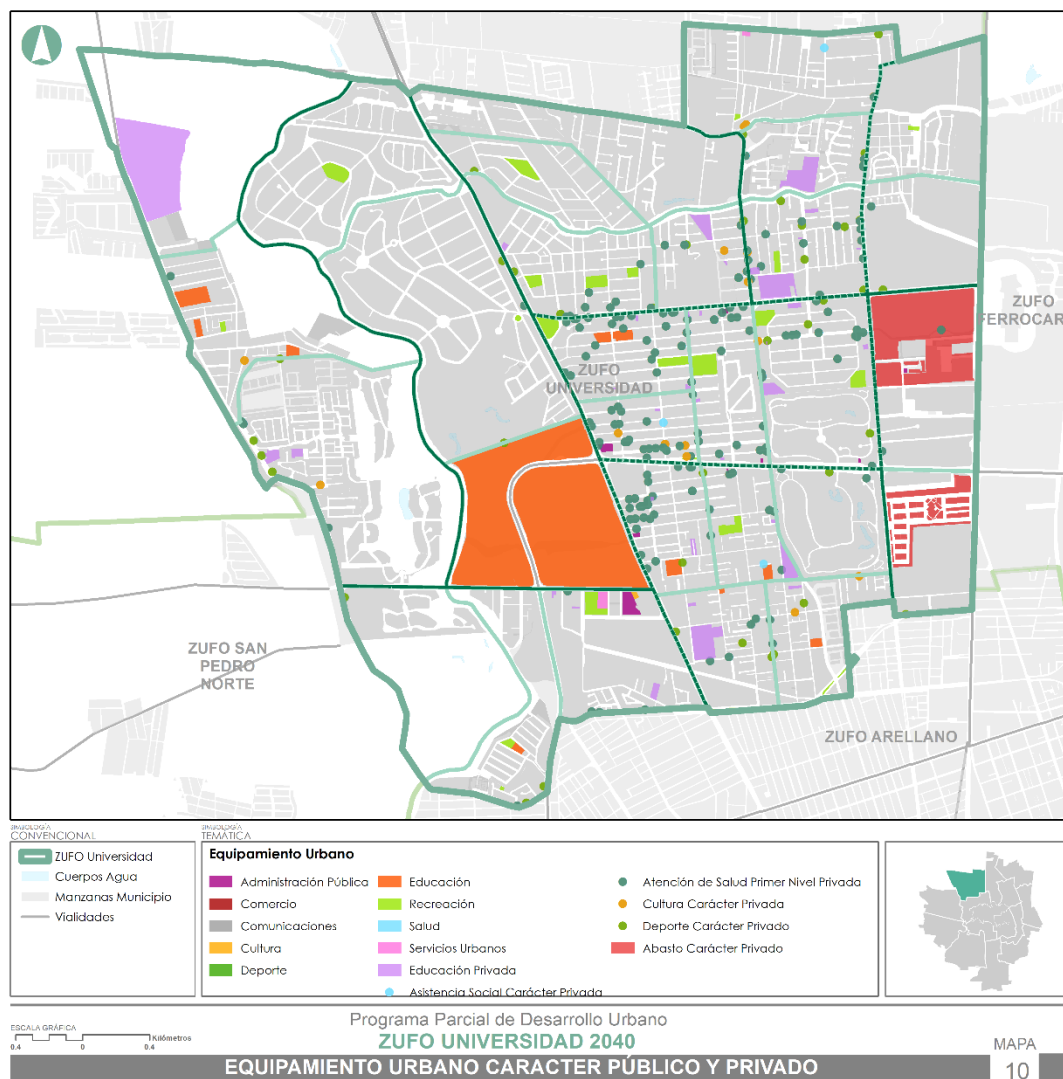 ZUFO
FERROCAR
ZUFO
UNIVERSIDAD
ZUFO SAN
PEDRO
NORTE
ZUFO ARELLANO
SIMBOLOGÍA
CONVENCIONAL
ZUFO Universidad
Cuerpos Agua
Manzanas Municipio
Vialidades
SIMBOLOGÍA
TEMÁTICA
Equipamiento Urbano
Administración Pública
Comercio
Comunicaciones
Cultura
Deporte
Educación
Recreación
Salud
Servicios Urbanos
Educación Privada
Asistencia Social Carácter Privada
Atención de Salud Primer Nivel Privada
Cultura Carácter Privada
Deporte Carácter Privado
Abasto Carácter Privado
ESCALA GRÁFICA
Kilómetros
0.4 0 0.4
Programa Parcial de Desarrollo Urbano
ZUFO UNIVERSIDAD 2040
EQUIPAMIENTO URBANO CARACTER PÚBLICO Y PRIVADO
MAPA
10